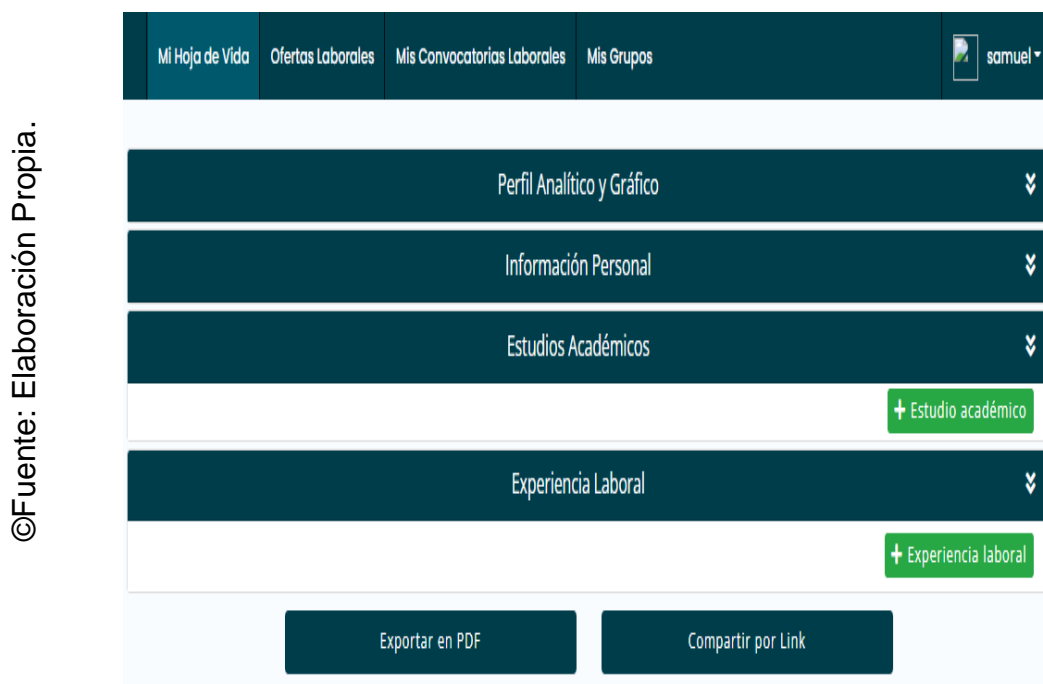 ©Fuente: Elaboración Propia.
Mi Hoja de Vida Ofertas Laborales Mis Convocatorias Laborales Mis Grupos samuel
Perfil Analítico y Gráfico
Información Personal
Estudios Académicos
+ Estudio académico
Experiencia Laboral
+ Experiencia laboral
Exportar en PDF Compartir por Link